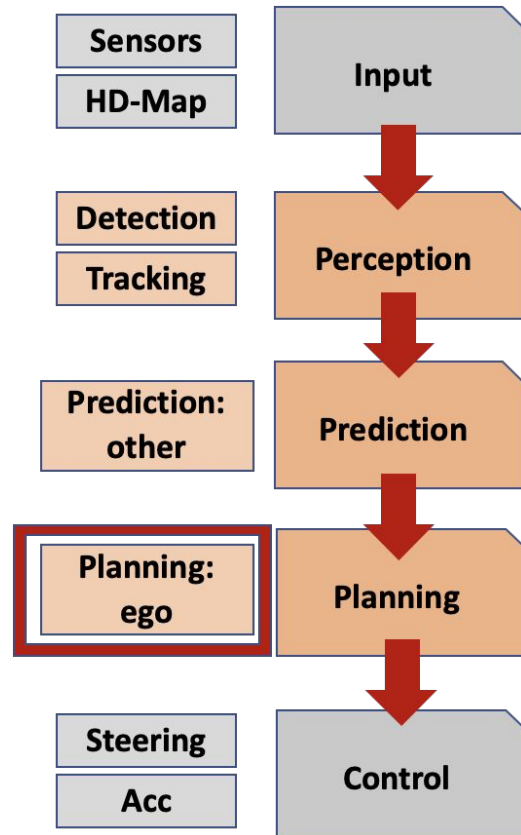 Sensors
HD-Map
Input
Detection
Tracking
Perception
Prediction:
other
Prediction
Planning:
ego
Planning
Steering
Acc
Control